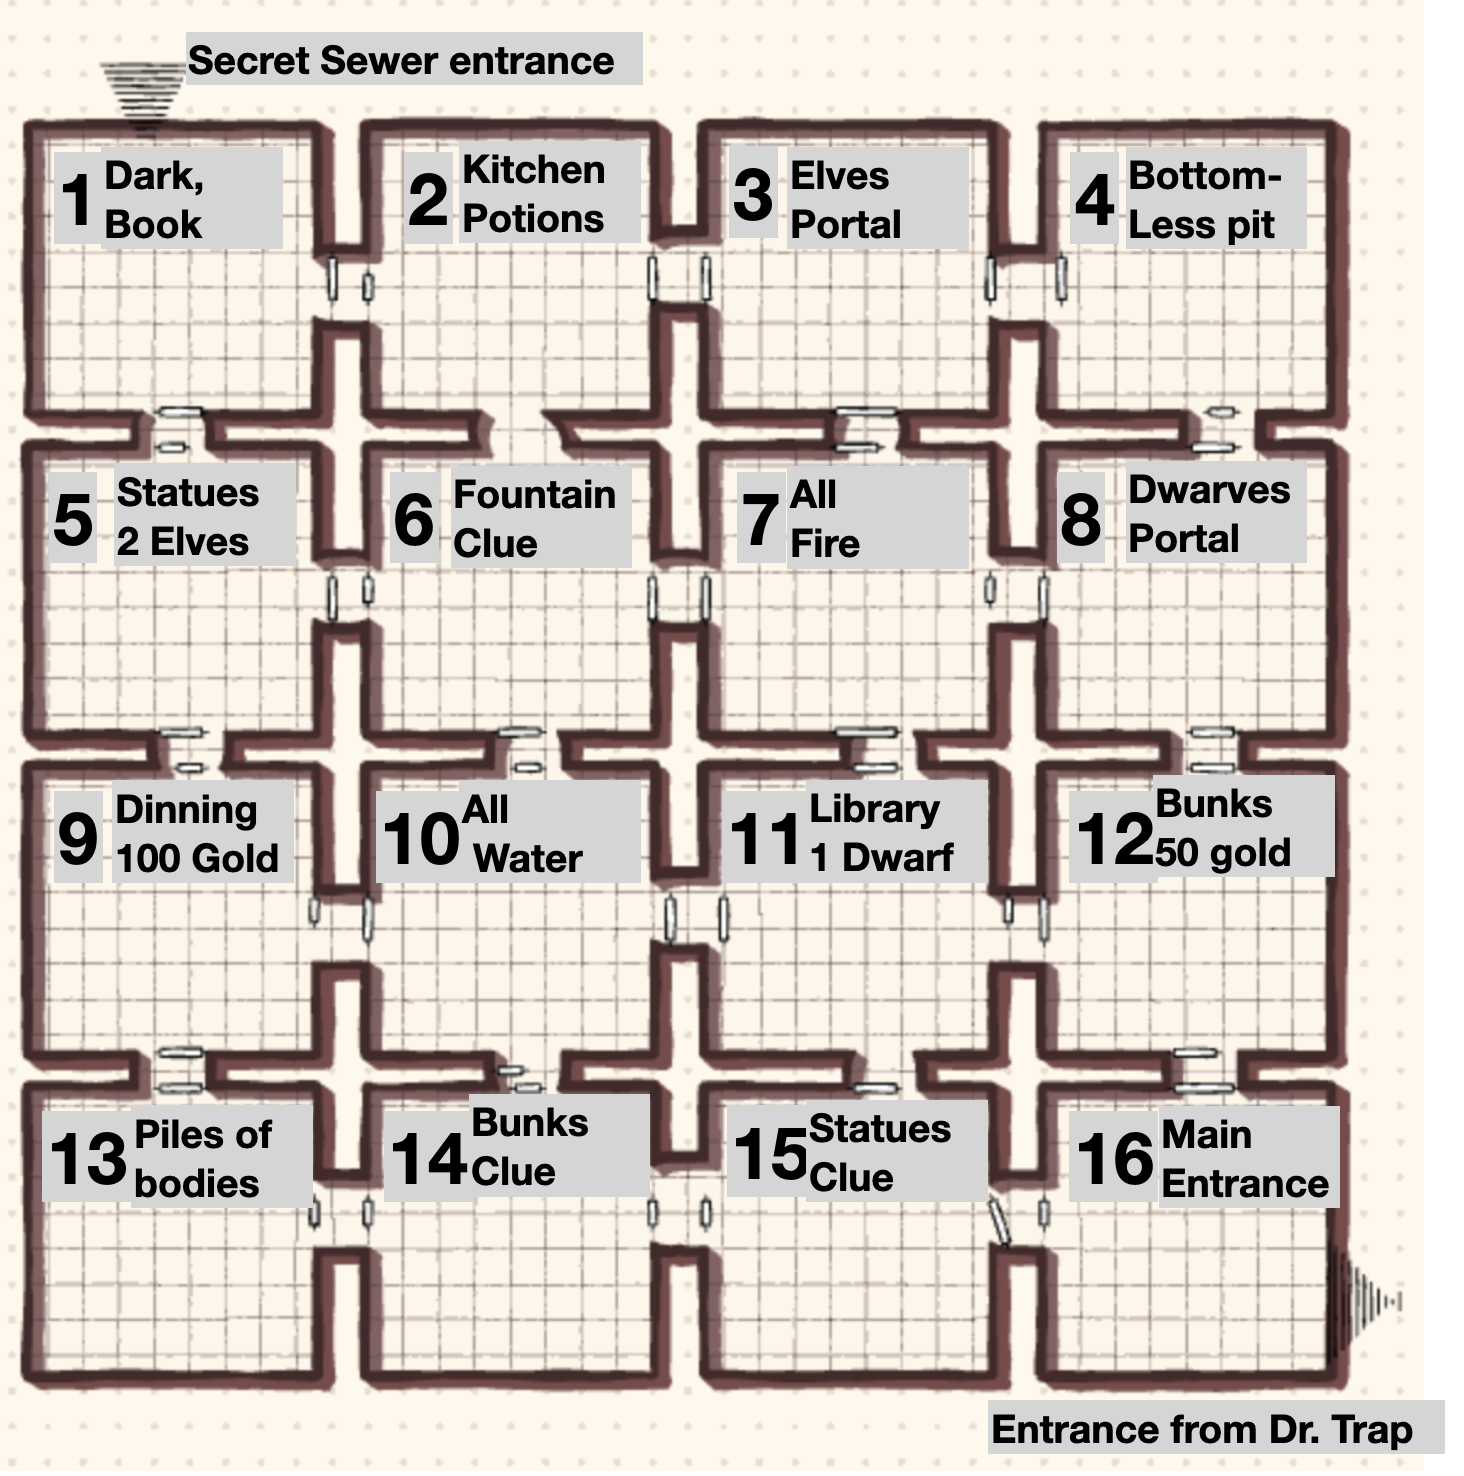 Secret Sewer entrance
1 Dark,
Book
2 Kitchen
Potions
3 Elves
Portal
4 Bottom-
Less pit
5 Statues
2 Elves
6 Fountain
Clue
7 All
Fire
8 Dwarves
Portal
9 Dinning
100 Gold
10 All
Water
11 Library
1 Dwarf
12 Bunks
50 gold
13 Piles of
bodies
14 Bunks
Clue
15 Statues
Clue
16 Main
Entrance
Entrance from Dr. Trap